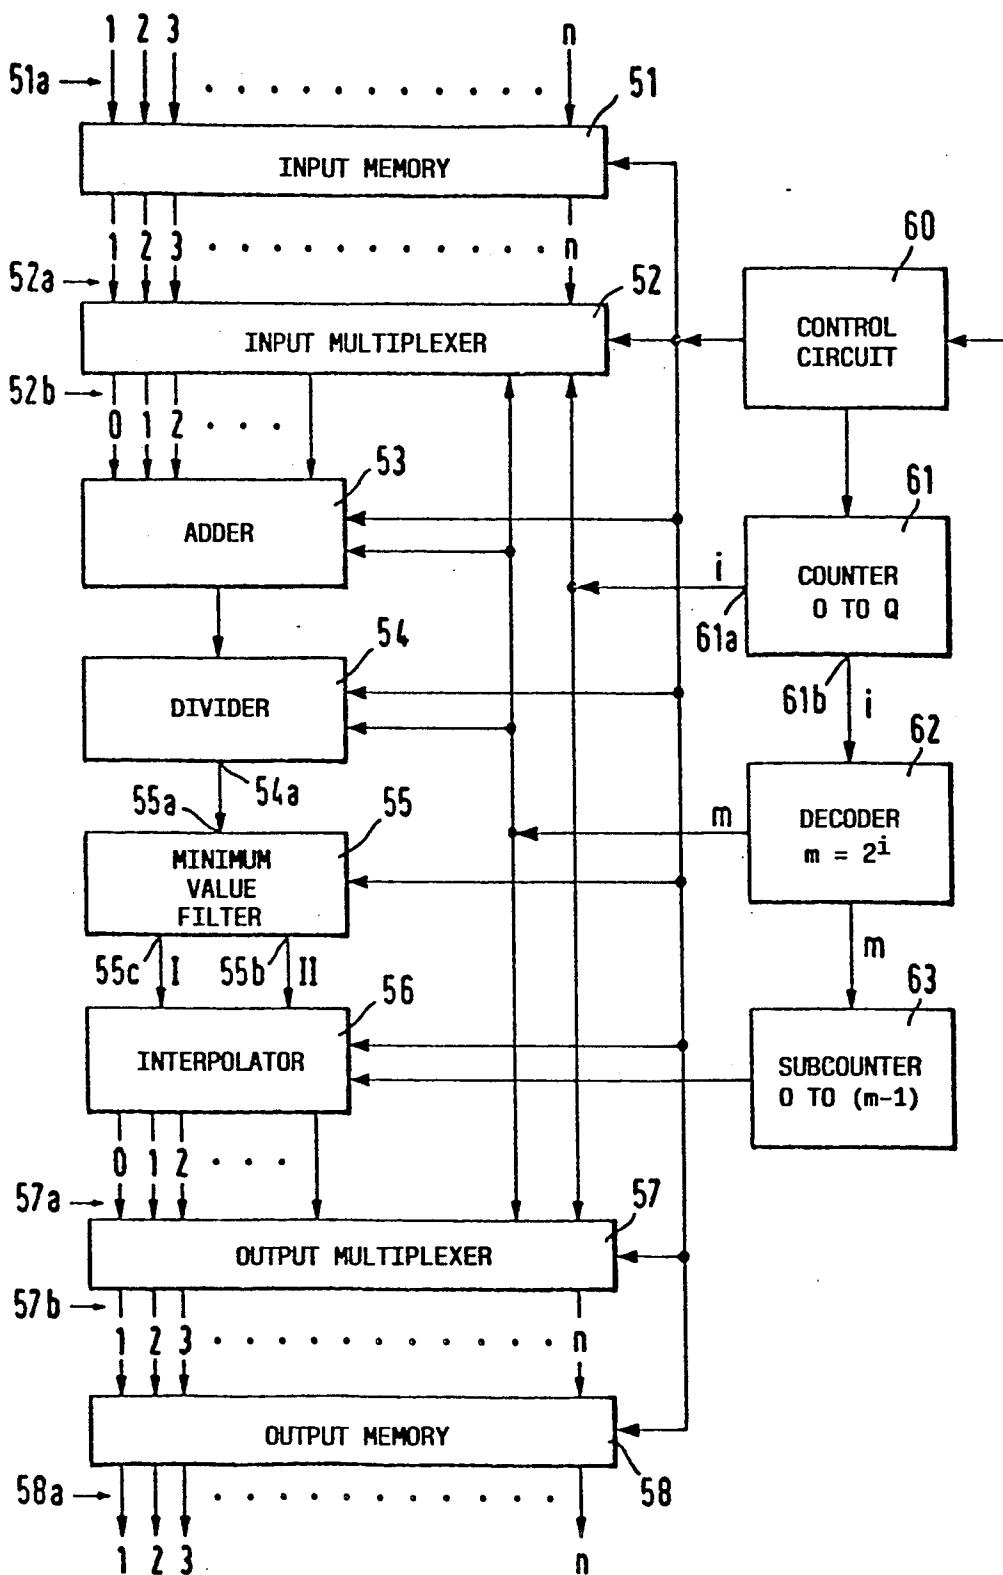 1 2 3 n
51a
51
INPUT MEMORY
1 2 3 n
52a
52
INPUT MULTIPLEXER
52b
0 1 2
53
ADDER
54
DIVIDER
54a
55a
55
MINIMUM
VALUE
FILTER
55c I 55b II
56
INTERPOLATOR
0 1 2
57a
57
OUTPUT MULTIPLEXER
57b
1 2 3 n
OUTPUT MEMORY
58
58a
1 2 3 n
60
CONTROL
CIRCUIT
61
COUNTER
0 TO Q
i
61a
61b i
62
DECODER
m = 2^i
m
m
63
SUBCOUNTER
0 TO (m-1)